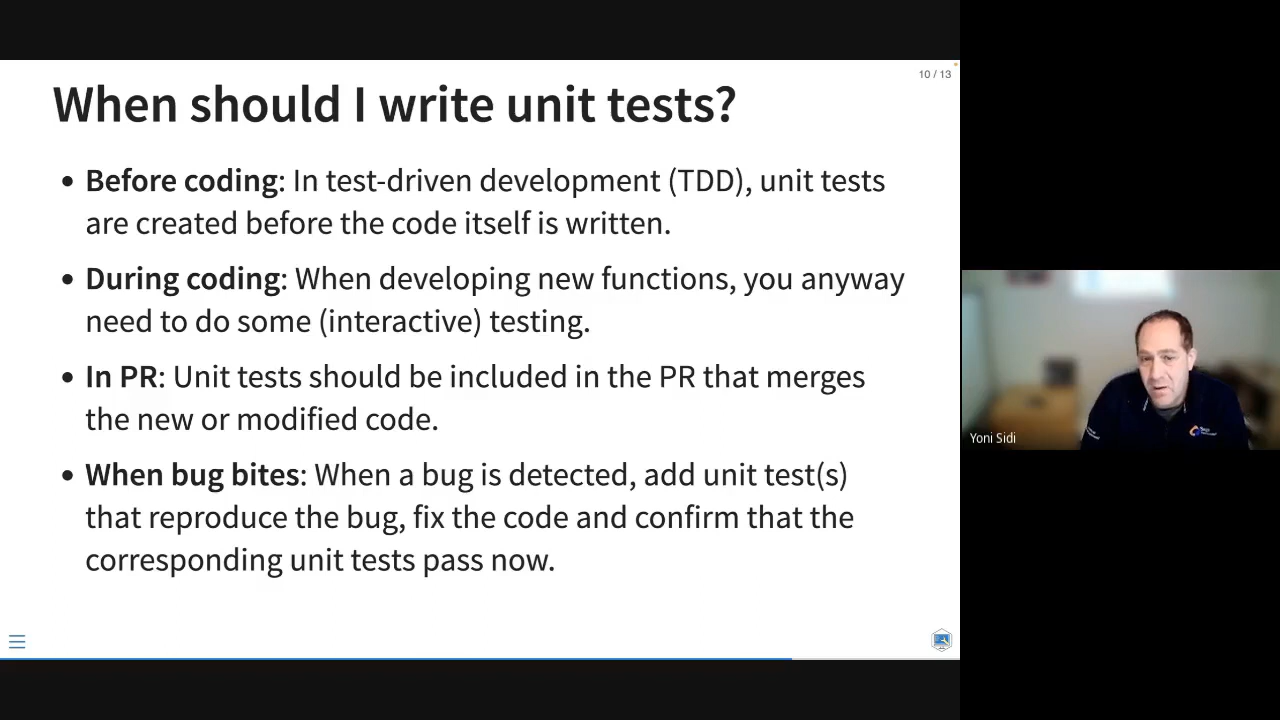 10 / 13
When should I write unit tests?
• Before coding: In test-driven development (TDD), unit tests
are created before the code itself is written.
• During coding: When developing new functions, you anyway
need to do some (interactive) testing.
• In PR: Unit tests should be included in the PR that merges
the new or modified code.
• When bug bites: When a bug is detected, add unit test(s)
that reproduce the bug, fix the code and confirm that the
corresponding unit tests pass now.
Yoni Sidi